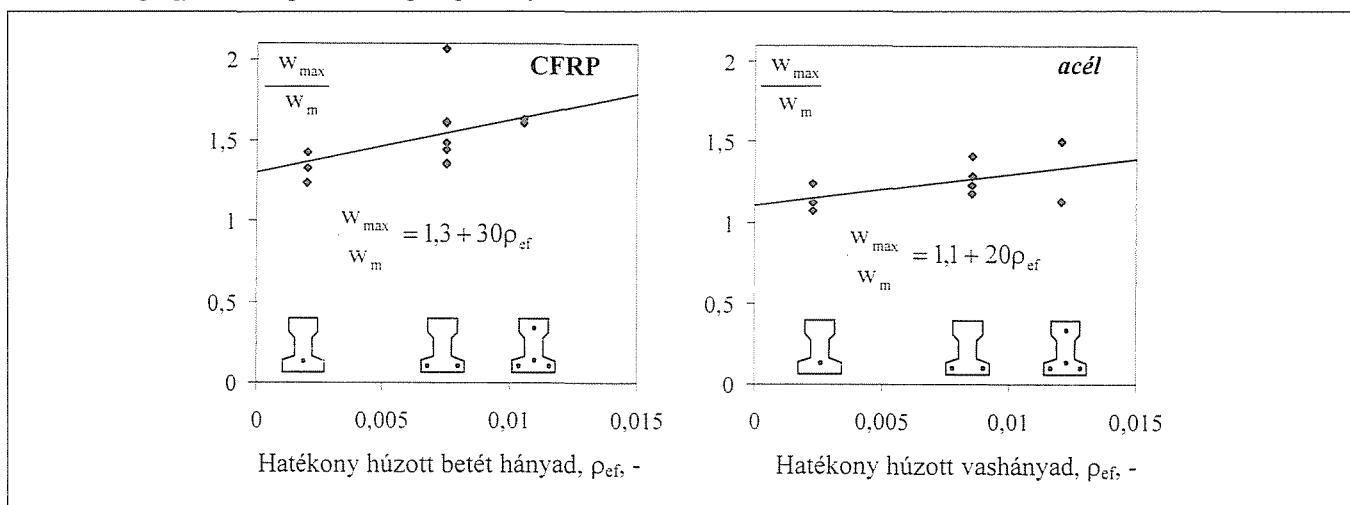 CFRP
2
1,5
1
0,5
0
w_max
w_m
w_max / w_m = 1,3 + 30ρ_ef
0 0,005 0,01 0,015
Hatékony húzott betét hányad, ρ_ef, -
acél
2
1,5
1
0,5
0
w_max
w_m
w_max / w_m = 1,1 + 20ρ_ef
0 0,005 0,01 0,015
Hatékony húzott vashányad, ρ_ef, -